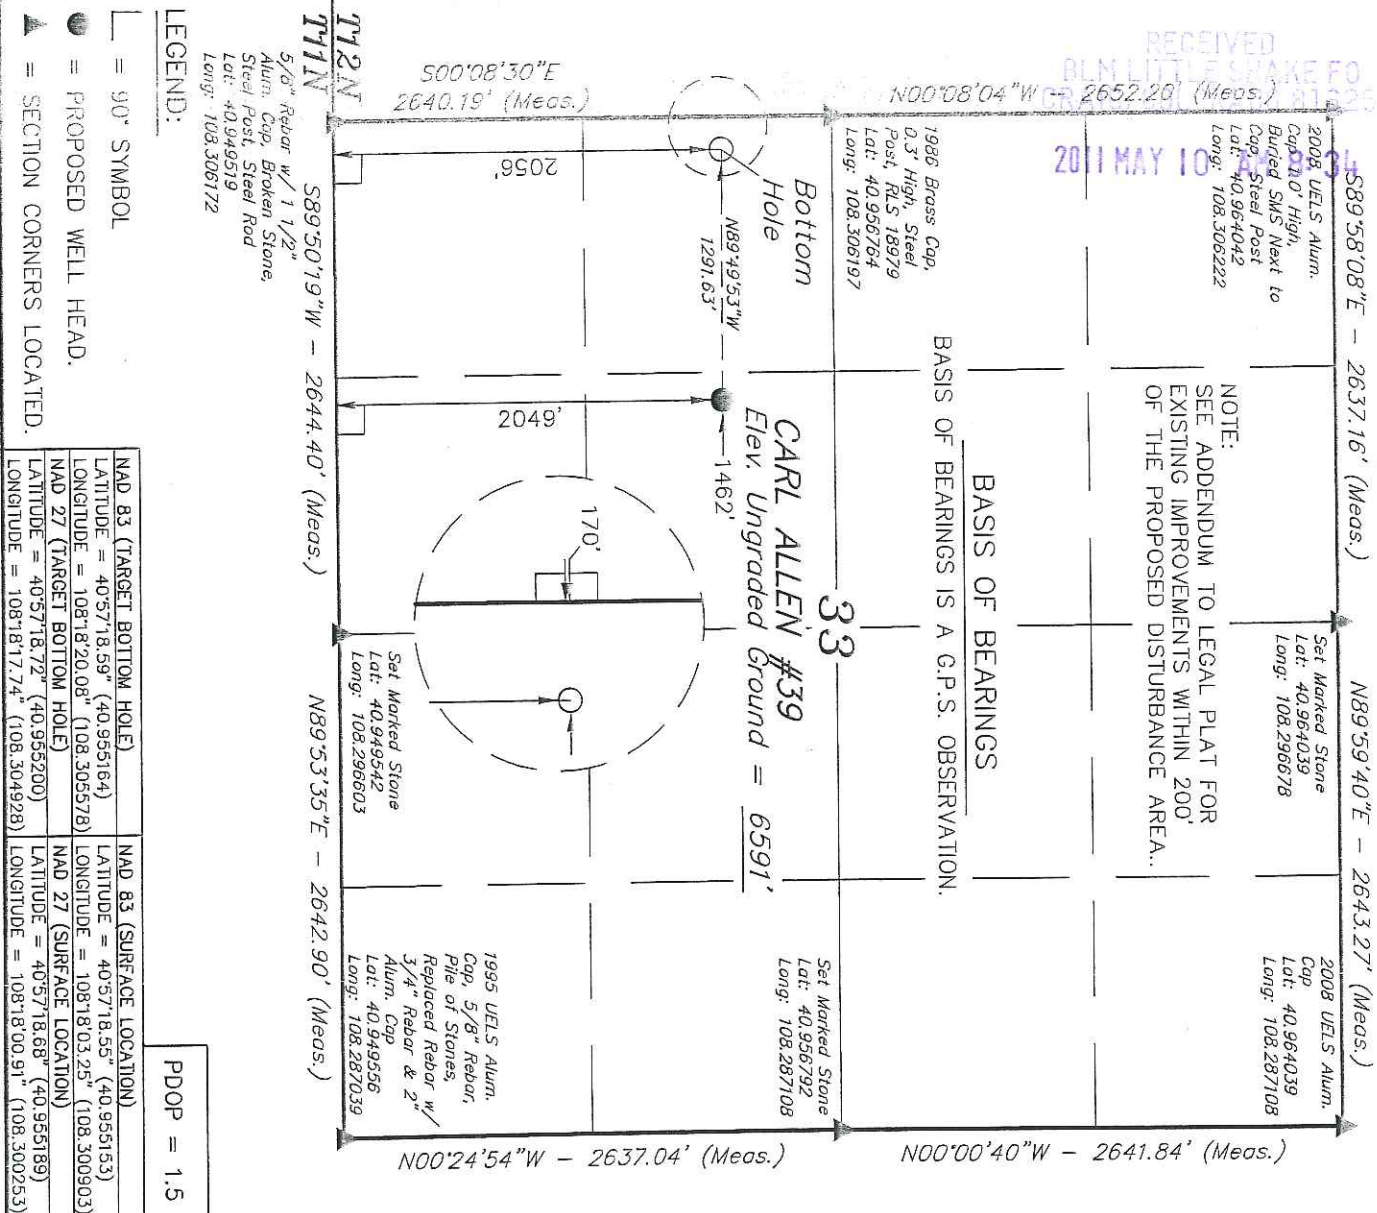 RECEIVED
BLM LITTLE SNAKE FO
2011 MAY 10 AM 8:34
S89°58'08"E – 2637.16' (Meas.)
N89°59'40"E – 2643.27' (Meas.)
2008 UELS Alum.
Cap 1.0' High,
Buried SMS Next to
Cap, Steel Post
Lat: 40.964042
Long: 108.306222
Set Marked Stone
Lat: 40.964039
Long: 108.296678
2008 UELS Alum.
Cap
Lat: 40.964039
Long: 108.287108
N00°08'04"W – 2652.20' (Meas.)
NOTE:
SEE ADDENDUM TO LEGAL PLAT FOR
EXISTING IMPROVEMENTS WITHIN 200'
OF THE PROPOSED DISTURBANCE AREA..
N00°00'40"W – 2641.84' (Meas.)
BASIS OF BEARINGS
BASIS OF BEARINGS IS A G.P.S. OBSERVATION.
1986 Brass Cap,
0.3' High, Steel
Post, RLS 18979
Lat: 40.956764
Long: 108.306197
33
Set Marked Stone
Lat: 40.956792
Long: 108.287108
Bottom
Hole
CARL ALLEN #39
Elev. Ungraded Ground = 6591'
N89°49'53"W
1291.63'
1462'
S00°08'30"E
2640.19' (Meas.)
2056'
2049'
170'
N00°24'54"W – 2637.04' (Meas.)
1995 UELS Alum.
Cap, 5/8" Rebar,
Pile of Stones,
Replaced Rebar w/
3/4" Rebar & 2"
Alum. Cap
Lat: 40.949556
Long: 108.287039
Set Marked Stone
Lat: 40.949542
Long: 108.296603
T12N
T11N
S89°50'19"W – 2644.40' (Meas.)
N89°53'35"E – 2642.90' (Meas.)
5/8" Rebar w/ 1 1/2"
Alum. Cap, Broken Stone,
Steel Post, Steel Rod
Lat: 40.949519
Long: 108.306172
LEGEND:
= 90° SYMBOL
= PROPOSED WELL HEAD.
= SECTION CORNERS LOCATED.
PDOP = 1.5
NAD 83 (TARGET BOTTOM HOLE)
LATITUDE = 40°57'18.59" (40.955164)
LONGITUDE = 108°18'20.08" (108.305578)
NAD 27 (TARGET BOTTOM HOLE)
LATITUDE = 40°57'18.72" (40.955200)
LONGITUDE = 108°18'17.74" (108.304928)
NAD 83 (SURFACE LOCATION)
LATITUDE = 40°57'18.55" (40.955153)
LONGITUDE = 108°18'03.25" (108.300903)
NAD 27 (SURFACE LOCATION)
LATITUDE = 40°57'18.68" (40.955189)
LONGITUDE = 108°18'00.91" (108.300253)